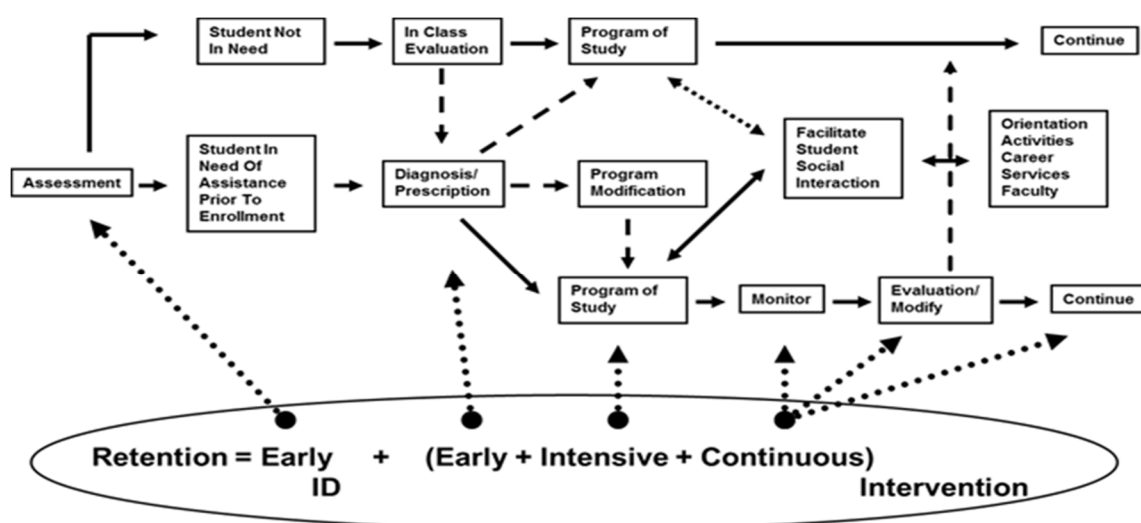 Student Not
In Need
In Class
Evaluation
Program of
Study
Continue
Assessment
Student In
Need Of
Assistance
Prior To
Enrollment
Diagnosis/
Prescription
Program
Modification
Facilitate
Student
Social
Interaction
Orientation
Activities
Career
Services
Faculty
Program of
Study
Monitor
Evaluation/
Modify
Continue
Retention = Early + (Early + Intensive + Continuous)
ID Intervention